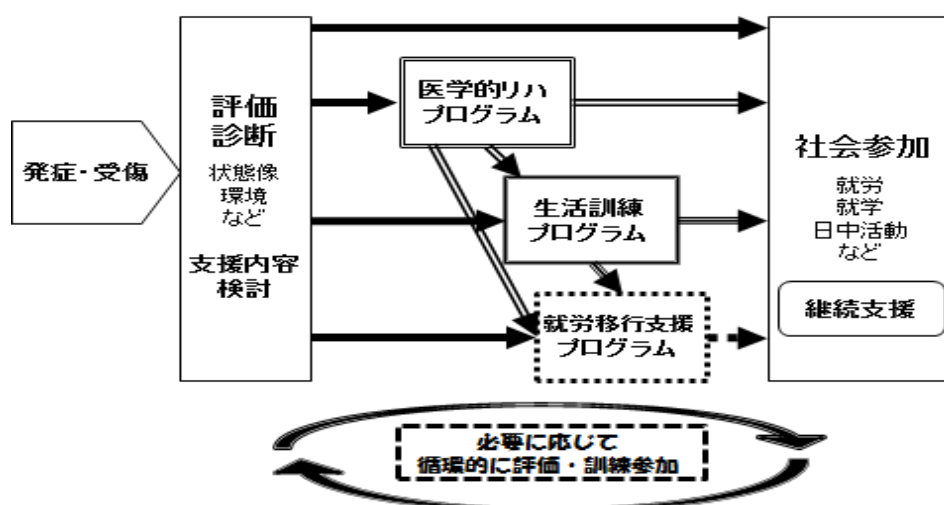 発症・受傷
評価
診断
状態像
環境
など
支援内容
検討
医学的リハ
プログラム
生活訓練
プログラム
就労移行支援
プログラム
社会参加
就労
就学
日中活動
など
継続支援
必要に応じて
循環的に評価・訓練参加